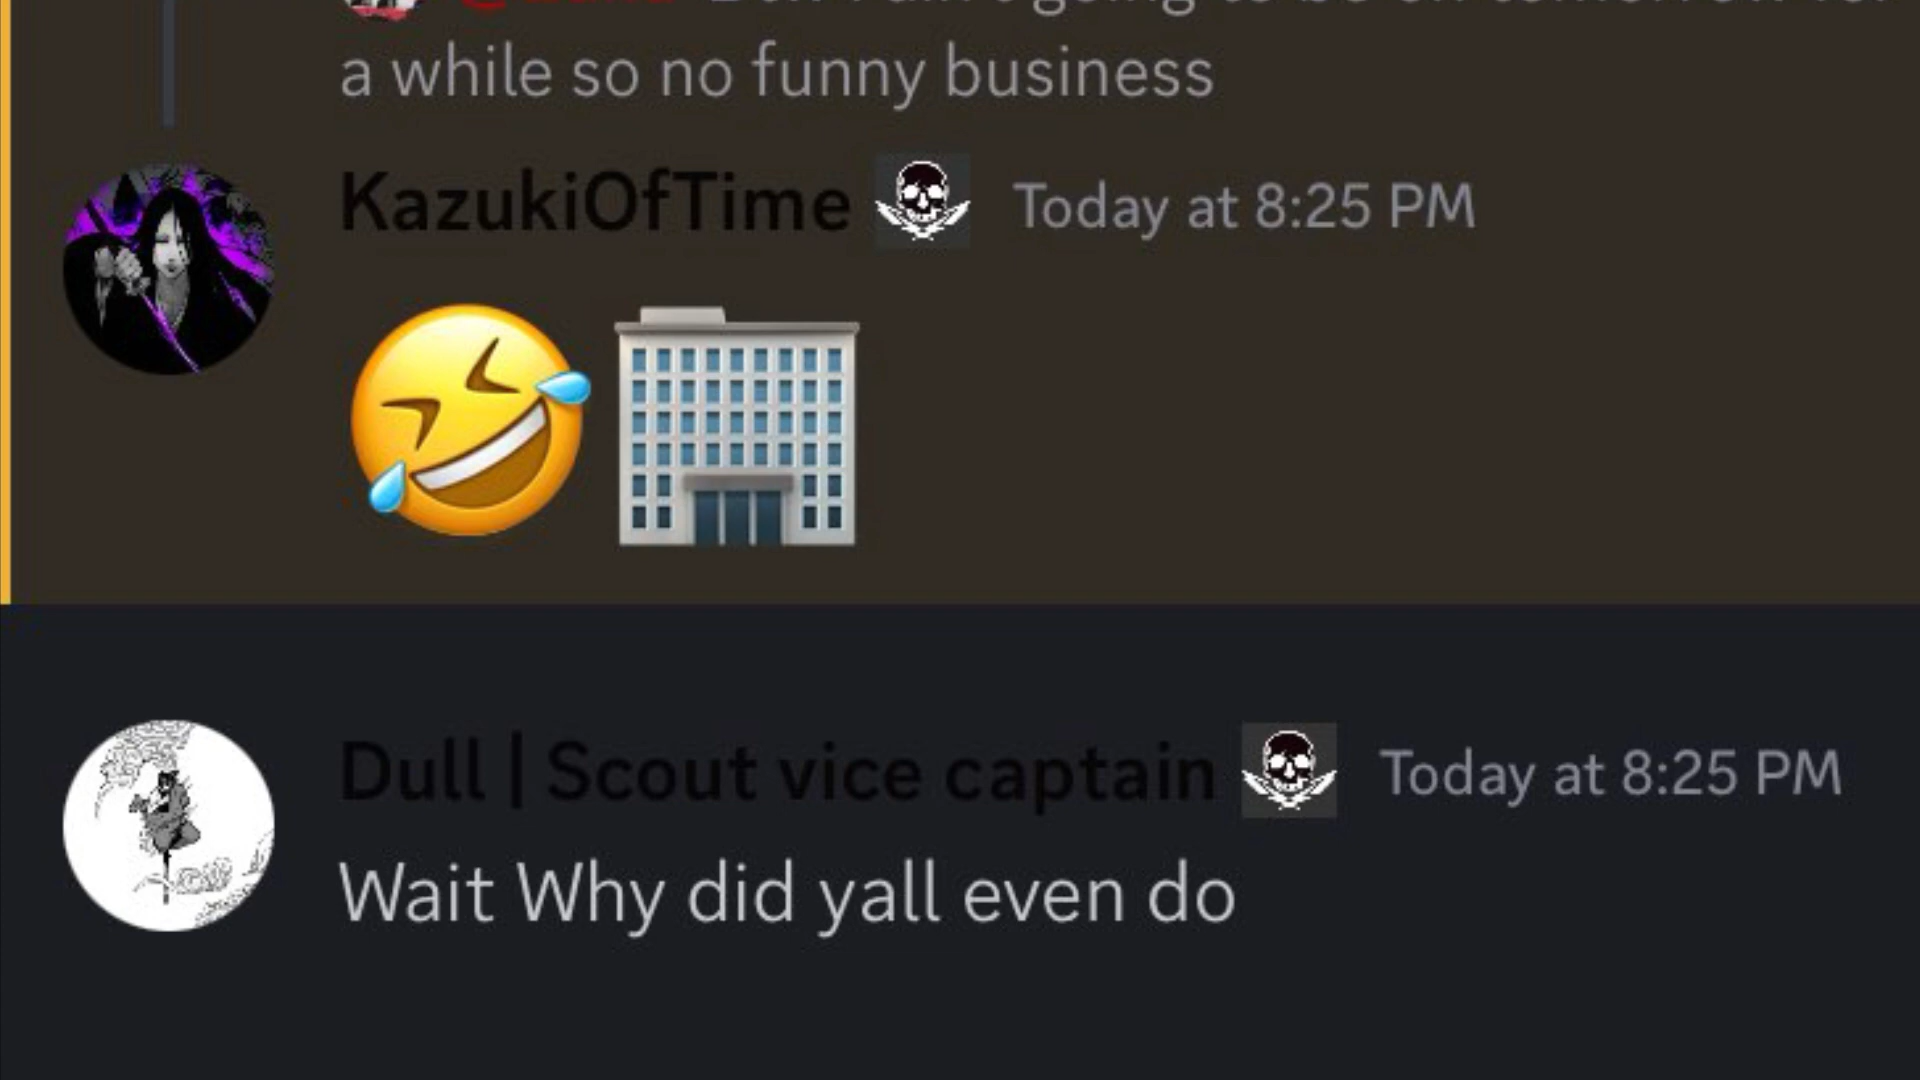 a while so no funny business
KazukiOfTime Today at 8:25 PM
Dull | Scout vice captain Today at 8:25 PM
Wait Why did yall even do